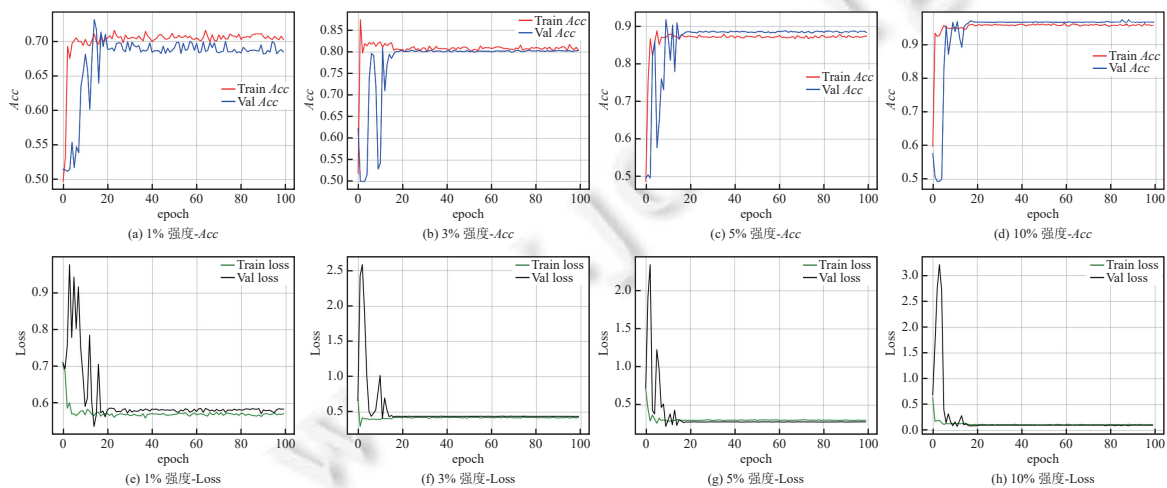 0.70
0.65
0.60
0.55
0.50
Acc
Train Acc
Val Acc
0 20 40 60 80 100
epoch
(a) 1% 强度-Acc
0.85
0.80
0.75
0.70
0.65
0.60
0.55
0.50
Acc
Train Acc
Val Acc
0 20 40 60 80 100
epoch
(b) 3% 强度-Acc
0.9
0.8
0.7
0.6
0.5
Acc
Train Acc
Val Acc
0 20 40 60 80 100
epoch
(c) 5% 强度-Acc
0.9
0.8
0.7
0.6
0.5
Acc
Train Acc
Val Acc
0 20 40 60 80 100
epoch
(d) 10% 强度-Acc
0.9
0.8
0.7
0.6
Loss
Train loss
Val loss
0 20 40 60 80 100
epoch
(e) 1% 强度-Loss
2.5
2.0
1.5
1.0
0.5
Loss
Train loss
Val loss
0 20 40 60 80 100
epoch
(f) 3% 强度-Loss
2.0
1.5
1.0
0.5
Loss
Train loss
Val loss
0 20 40 60 80 100
epoch
(g) 5% 强度-Loss
3.0
2.5
2.0
1.5
1.0
0.5
0.0
Loss
Train loss
Val loss
0 20 40 60 80 100
epoch
(h) 10% 强度-Loss